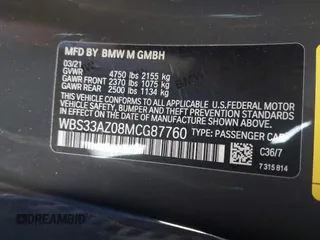 MFD BY BMW M GMBH
03/21
GVWR 4750 lbs 2155 kg
GAWR FRONT 2370 lbs 1075 kg
GAWR REAR 2500 lbs 1134 kg
THIS VEHICLE CONFORMS TO ALL APPLICABLE U.S. FEDERAL MOTOR
VEHICLE SAFETY, BUMPER, AND THEFT PREVENTION STANDARDS
IN EFFECT ON THE DATE OF MANUFACTURE SHOWN ABOVE.
WBS33AZ08MCG87760 TYPE: PASSENGER CAR
C36/7
7 315 814
© DREAMBID